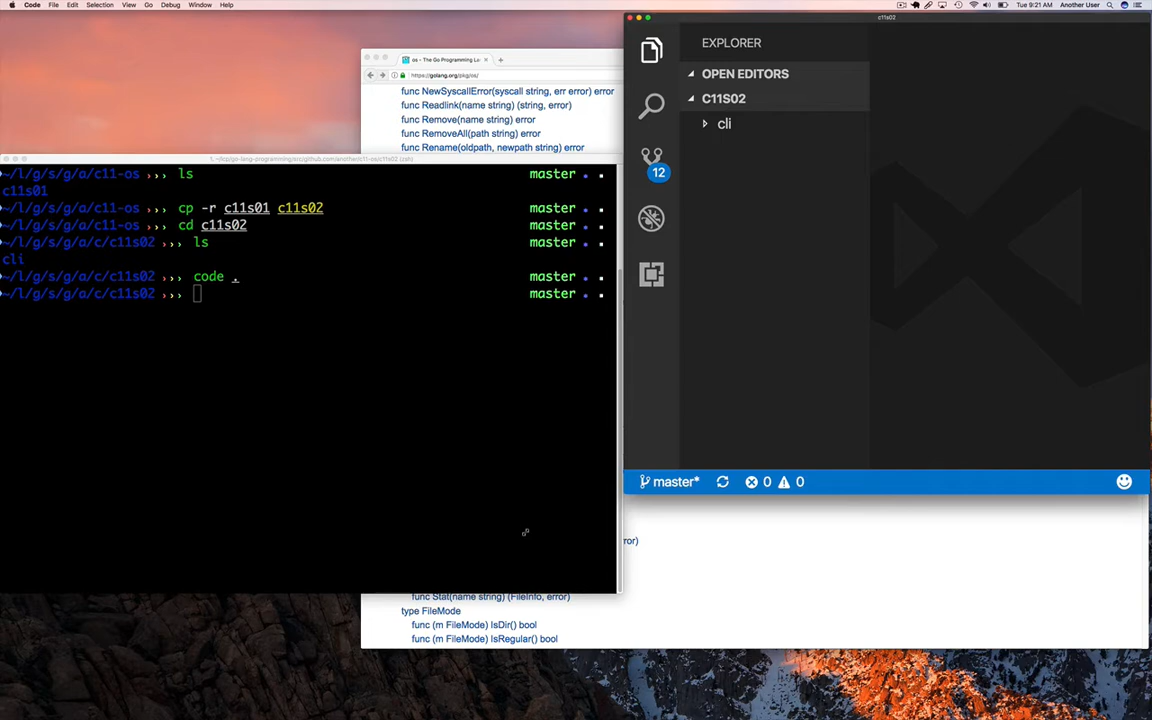 Code File Edit Selection View Go Debug Window Help
Tue 9:21 AM Another User
os - The Go Programming La
https://golang.org/pkg/os/
func NewSyscallError(syscall string, err error) error
func Readlink(name string) (string, error)
func Remove(name string) error
func RemoveAll(path string) error
func Rename(oldpath, newpath string) error
~/l/g/s/g/a/c11-os ››› ls master
c11s01
~/l/g/s/g/a/c11-os ››› cp -r c11s01 c11s02 master
~/l/g/s/g/a/c11-os ››› cd c11s02 master
~/l/g/s/g/a/c/c11s02 ››› ls master
cli
~/l/g/s/g/a/c/c11s02 ››› code . master
~/l/g/s/g/a/c/c11s02 ››› master
c11s02
EXPLORER
OPEN EDITORS
C11S02
cli
12
master* 0 0
ror)
func Stat(name string) (FileInfo, error)
type FileMode
func (m FileMode) IsDir() bool
func (m FileMode) IsRegular() bool